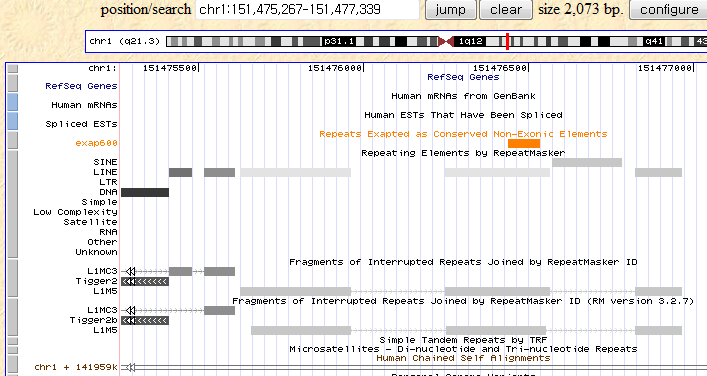 position/search chr1:151,475,267-151,477,339 jump clear size 2,073 bp. configure
chr1 (q21.3) p31.1 1q12 q41 43
chr1: 151475500 151476000 151476500 151477000
RefSeq Genes
RefSeq Genes
Human mRNAs from GenBank
Human mRNAs
Human ESTs That Have Been Spliced
Spliced ESTs
Repeats Exapted as Conserved Non-Exonic Elements
exap600
Repeating Elements by RepeatMasker
SINE
LINE
LTR
DNA
Simple
Low Complexity
Satellite
RNA
Other
Unknown
Fragments of Interrupted Repeats Joined by RepeatMasker ID
L1MC3
Tigger2
L1M5
Fragments of Interrupted Repeats Joined by RepeatMasker ID (RM version 3.2.7)
L1MC3
Tigger2b
L1M5
Simple Tandem Repeats by TRF
Microsatellites - Di-nucleotide and Tri-nucleotide Repeats
Human Chained Self Alignments
chr1 + 141959k